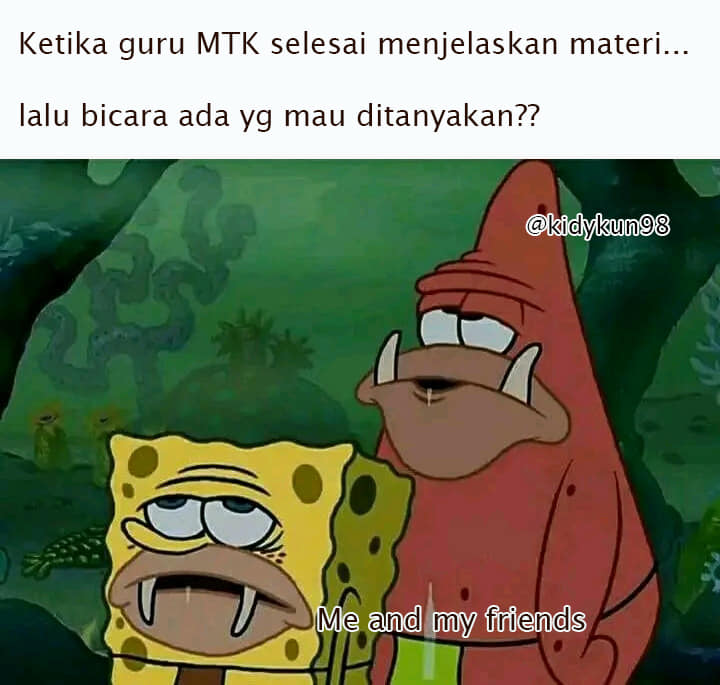 Ketika guru MTK selesai menjelaskan materi...
lalu bicara ada yg mau ditanyakan??
@kidykun98
Me and my friends